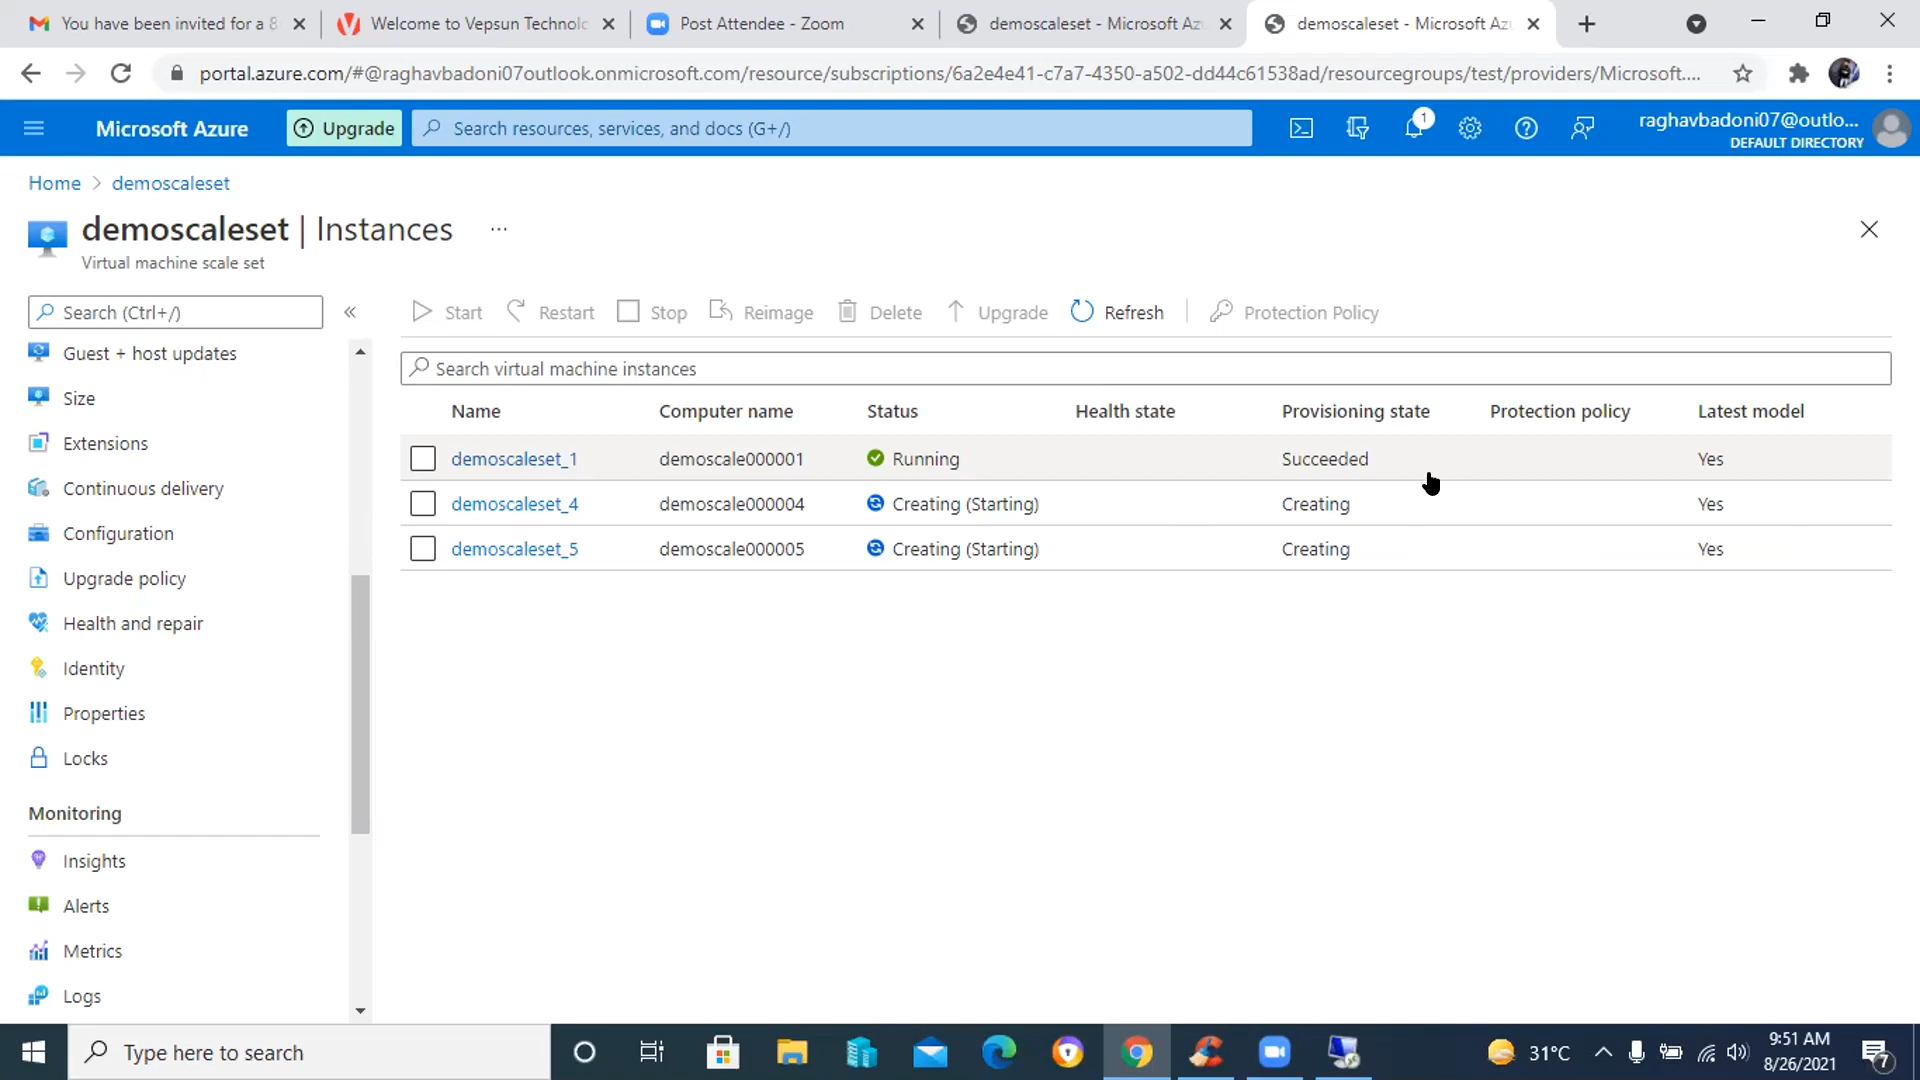 You have been invited for a 8
Welcome to Vepsun Technol
Post Attendee - Zoom
demoscaleset - Microsoft Az
demoscaleset - Microsoft Az
portal.azure.com/#@raghavbadoni07outlook.onmicrosoft.com/resource/subscriptions/6a2e4e41-c7a7-4350-a502-dd44c61538ad/resourcegroups/test/providers/Microsoft....
Microsoft Azure
Upgrade
Search resources, services, and docs (G+/)
1
raghavbadoni07@outlo...
DEFAULT DIRECTORY
Home > demoscaleset
demoscaleset | Instances ...
Virtual machine scale set
Search (Ctrl+/)
«
Start Restart Stop Reimage Delete Upgrade Refresh Protection Policy
Guest + host updates
Size
Extensions
Continuous delivery
Configuration
Upgrade policy
Health and repair
Identity
Properties
Locks
Monitoring
Insights
Alerts
Metrics
Logs
Search virtual machine instances
Name Computer name Status Health state Provisioning state Protection policy Latest model
demoscaleset_1 demoscale000001 Running Succeeded Yes
demoscaleset_4 demoscale000004 Creating (Starting) Creating Yes
demoscaleset_5 demoscale000005 Creating (Starting) Creating Yes
Type here to search
31°C
9:51 AM
8/26/2021
7